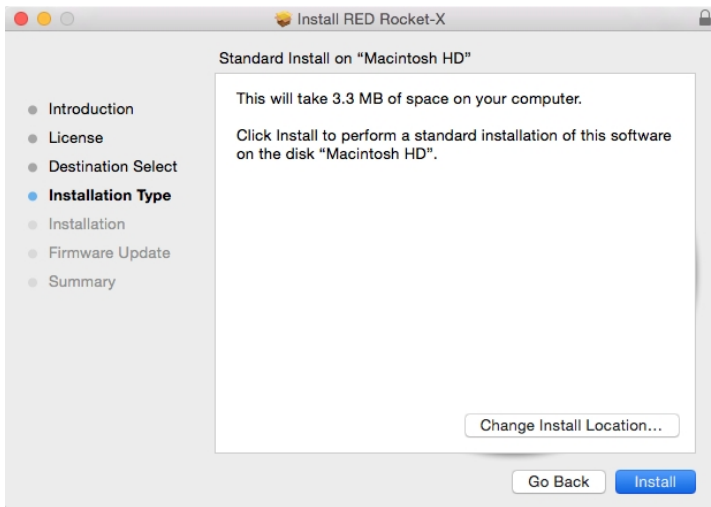 Install RED Rocket-X
Standard Install on “Macintosh HD”
Introduction
License
Destination Select
Installation Type
Installation
Firmware Update
Summary
This will take 3.3 MB of space on your computer.
Click Install to perform a standard installation of this software
on the disk “Macintosh HD”.
Change Install Location...
Go Back
Install